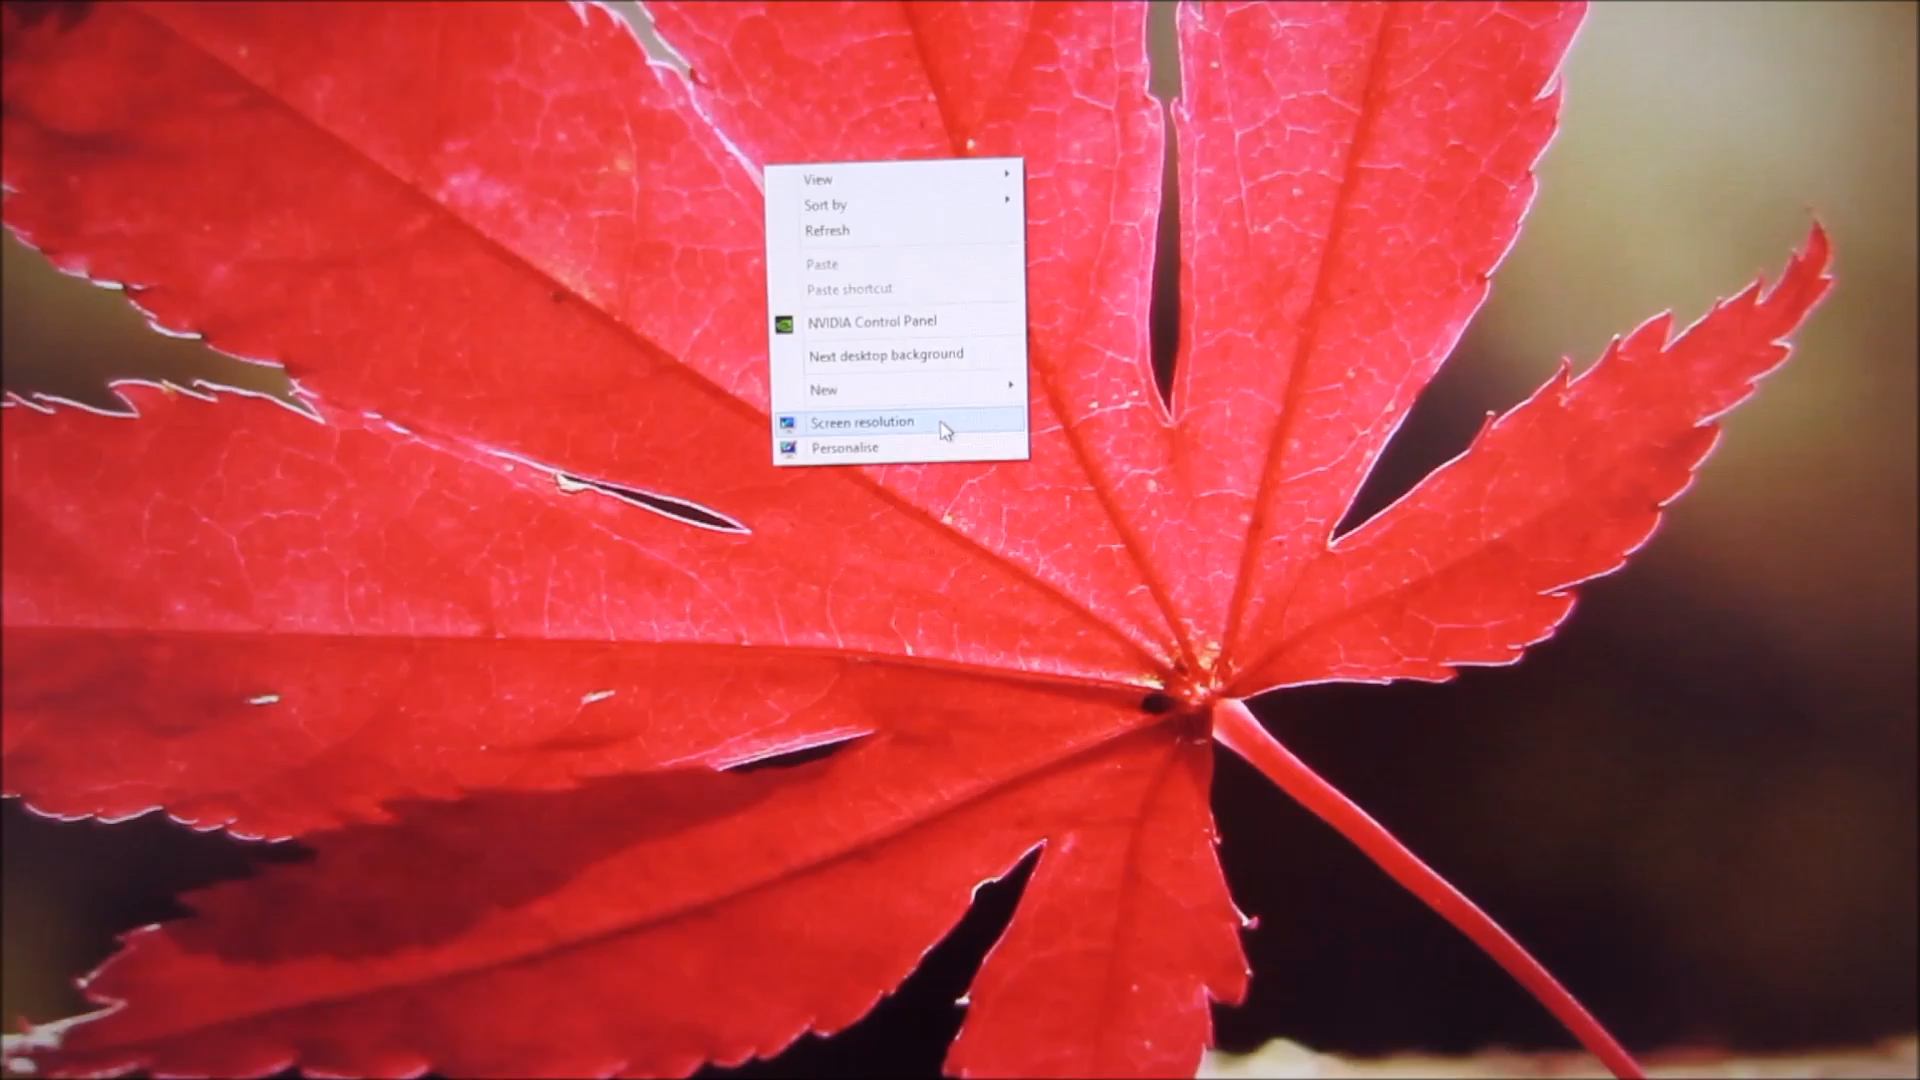 View
Sort by
Refresh
Paste
Paste shortcut
NVIDIA Control Panel
Next desktop background
New
Screen resolution
Personalise